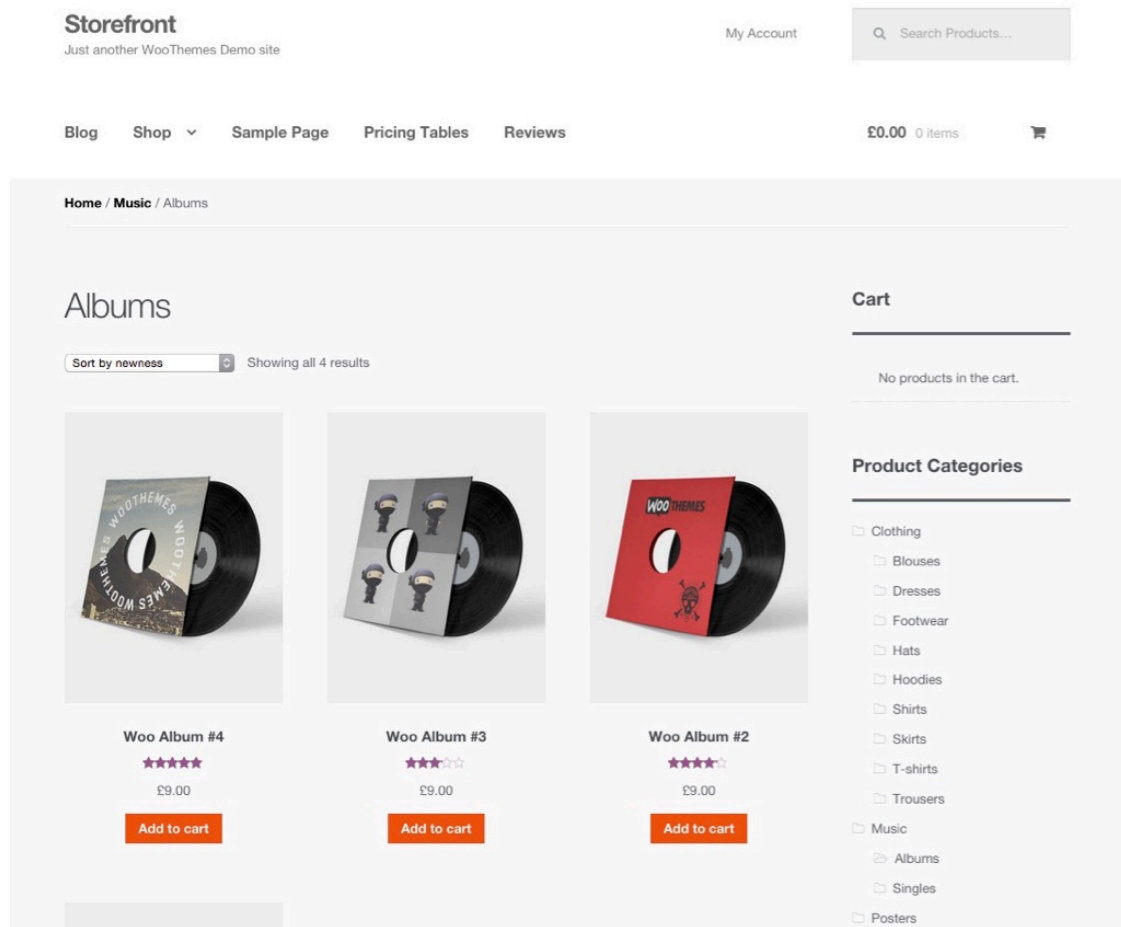 Storefront
Just another WooThemes Demo site
My Account
Search Products...
Blog
Shop
Sample Page
Pricing Tables
Reviews
£0.00 0 items
Home / Music / Albums
Albums
Sort by newness
Showing all 4 results
WOOTHEMES WOOTHEMES WOOTHEMES
WOO THEMES
Woo Album #4
£9.00
Add to cart
Woo Album #3
£9.00
Add to cart
Woo Album #2
£9.00
Add to cart
Cart
No products in the cart.
Product Categories
Clothing
Blouses
Dresses
Footwear
Hats
Hoodies
Shirts
Skirts
T-shirts
Trousers
Music
Albums
Singles
Posters